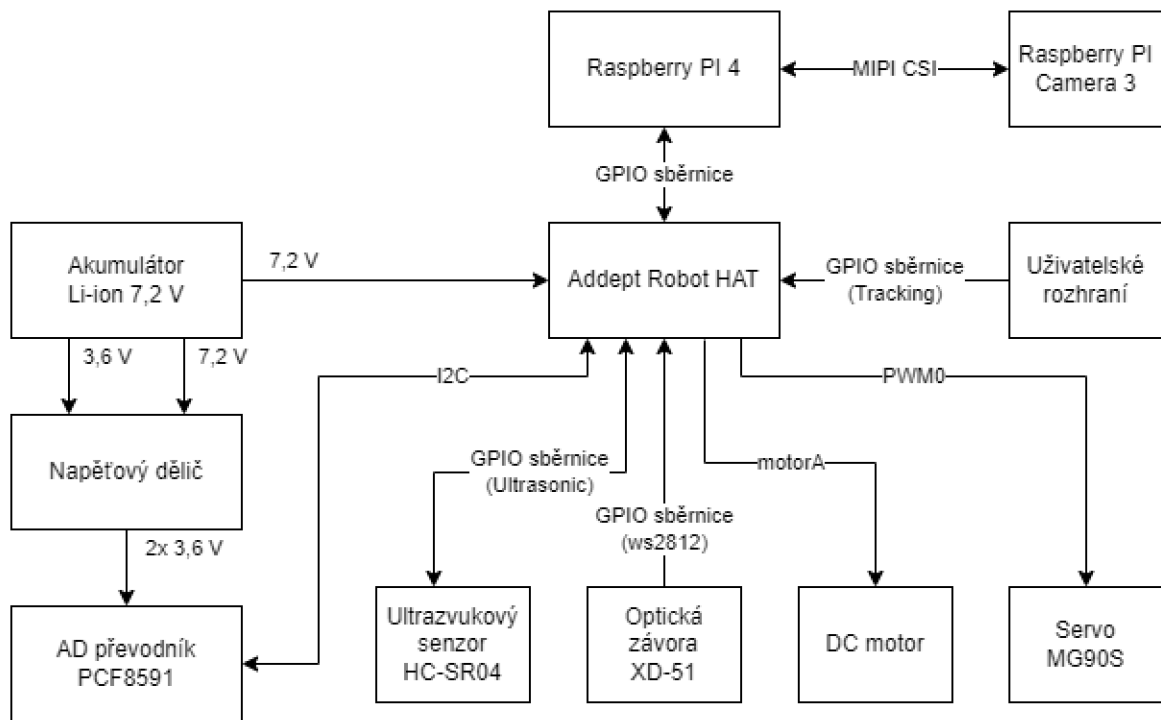 Raspberry PI 4
MIPI CSI
Raspberry PI
Camera 3
GPIO sběrnice
Akumulátor
Li-ion 7,2 V
7,2 V
Addept Robot HAT
GPIO sběrnice
(Tracking)
Uživatelské
rozhraní
3,6 V
7,2 V
I2C
PWM0
Napěťový dělič
GPIO sběrnice
(Ultrasonic)
motorA
GPIO sběrnice
(ws2812)
2x 3,6 V
AD převodník
PCF8591
Ultrazvukový
senzor
HC-SR04
Optická
závora
XD-51
DC motor
Servo
MG90S